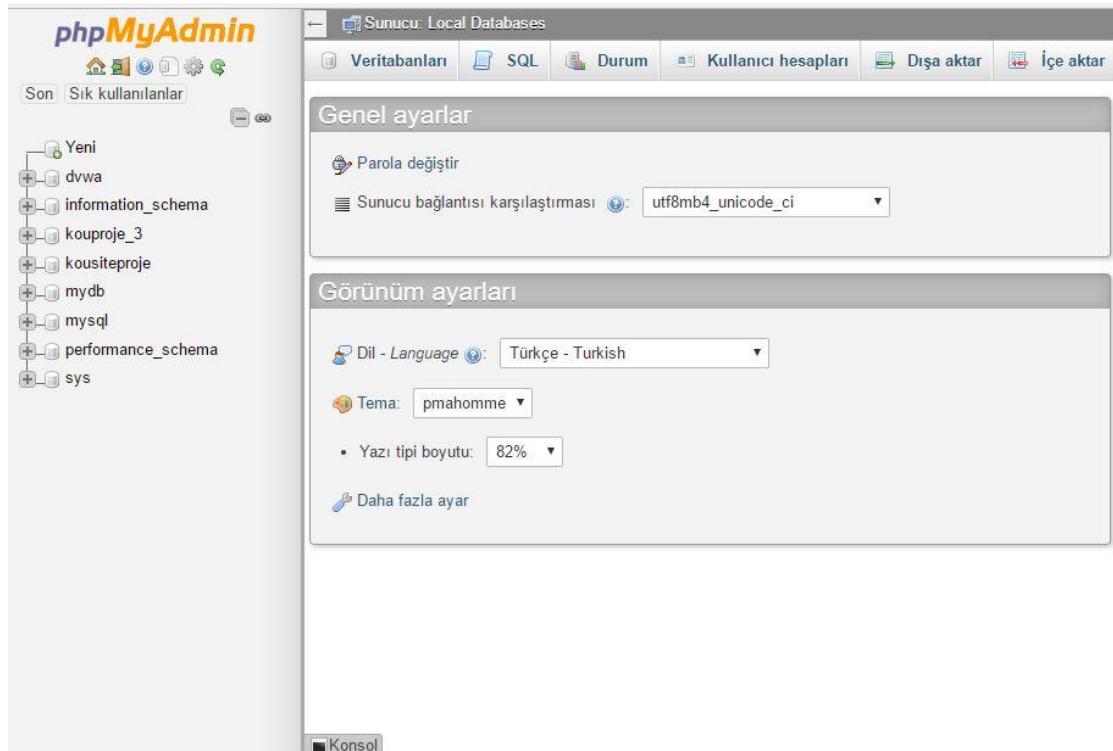 phpMyAdmin
Son Sık kullanılanlar
Yeni
dvwa
information_schema
kouproje_3
kousiteproje
mydb
mysql
performance_schema
sys
Sunucu: Local Databases
Veritabanları SQL Durum Kullanıcı hesapları Dışa aktar İçe aktar
Genel ayarlar
Parola değiştir
Sunucu bağlantısı karşılaştırması : utf8mb4_unicode_ci
Görünüm ayarları
Dil - Language : Türkçe - Turkish
Tema: pmahomme
• Yazı tipi boyutu: 82%
Daha fazla ayar
Konsol